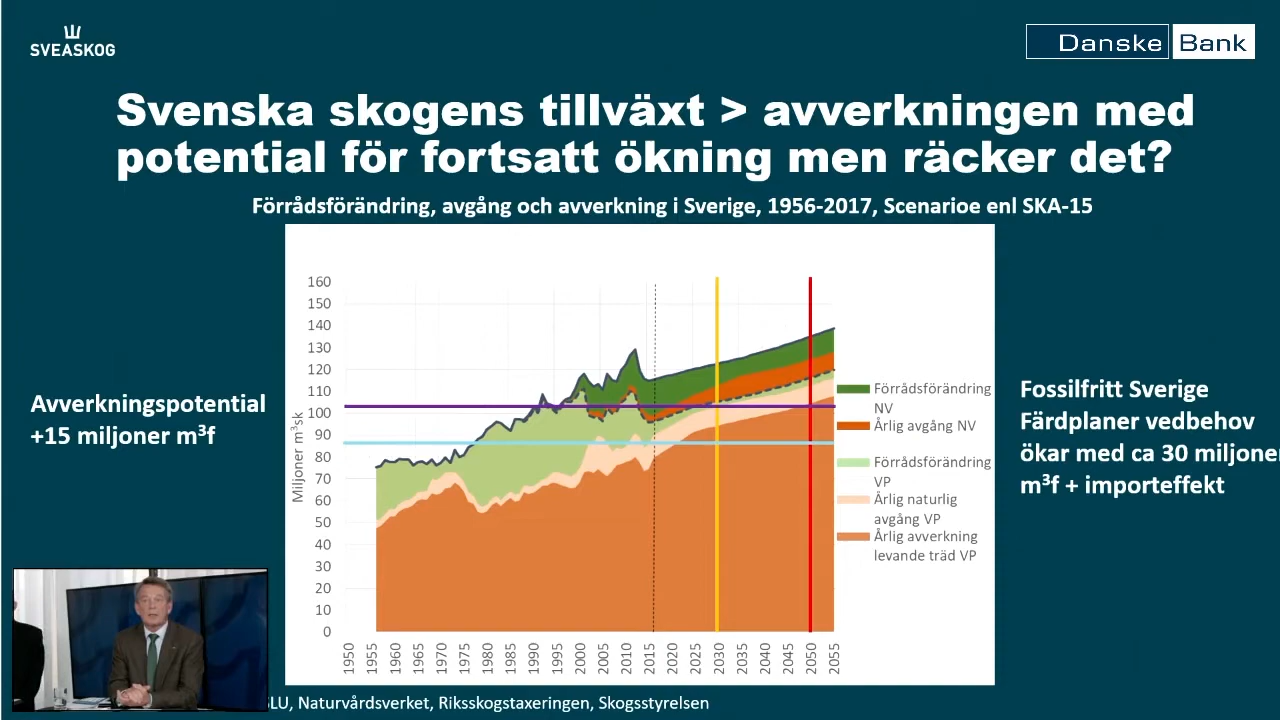 SVEASKOG
Danske Bank
Svenska skogens tillväxt > avverkningen med
potential för fortsatt ökning men räcker det?
Förrådsförändring, avgång och avverkning i Sverige, 1956-2017, Scenarioe enl SKA-15
Avverkningspotential
+15 miljoner m³f
Miljoner m³sk
160
150
140
130
120
110
100
90
80
70
60
50
40
30
20
10
0
1950
1955
1960
1965
1970
1975
1980
1985
1990
1995
2000
2005
2010
2015
2020
2025
2030
2035
2040
2045
2050
2055
Förrådsförändring
NV
Årlig avgång NV
Förrådsförändring
VP
Årlig naturlig
avgång VP
Årlig avverkning
levande träd VP
Fossilfritt Sverige
Färdplaner vedbehov
ökar med ca 30 miljoner
m³f + importeffekt
SLU, Naturvårdsverket, Riksskogstaxeringen, Skogsstyrelsen